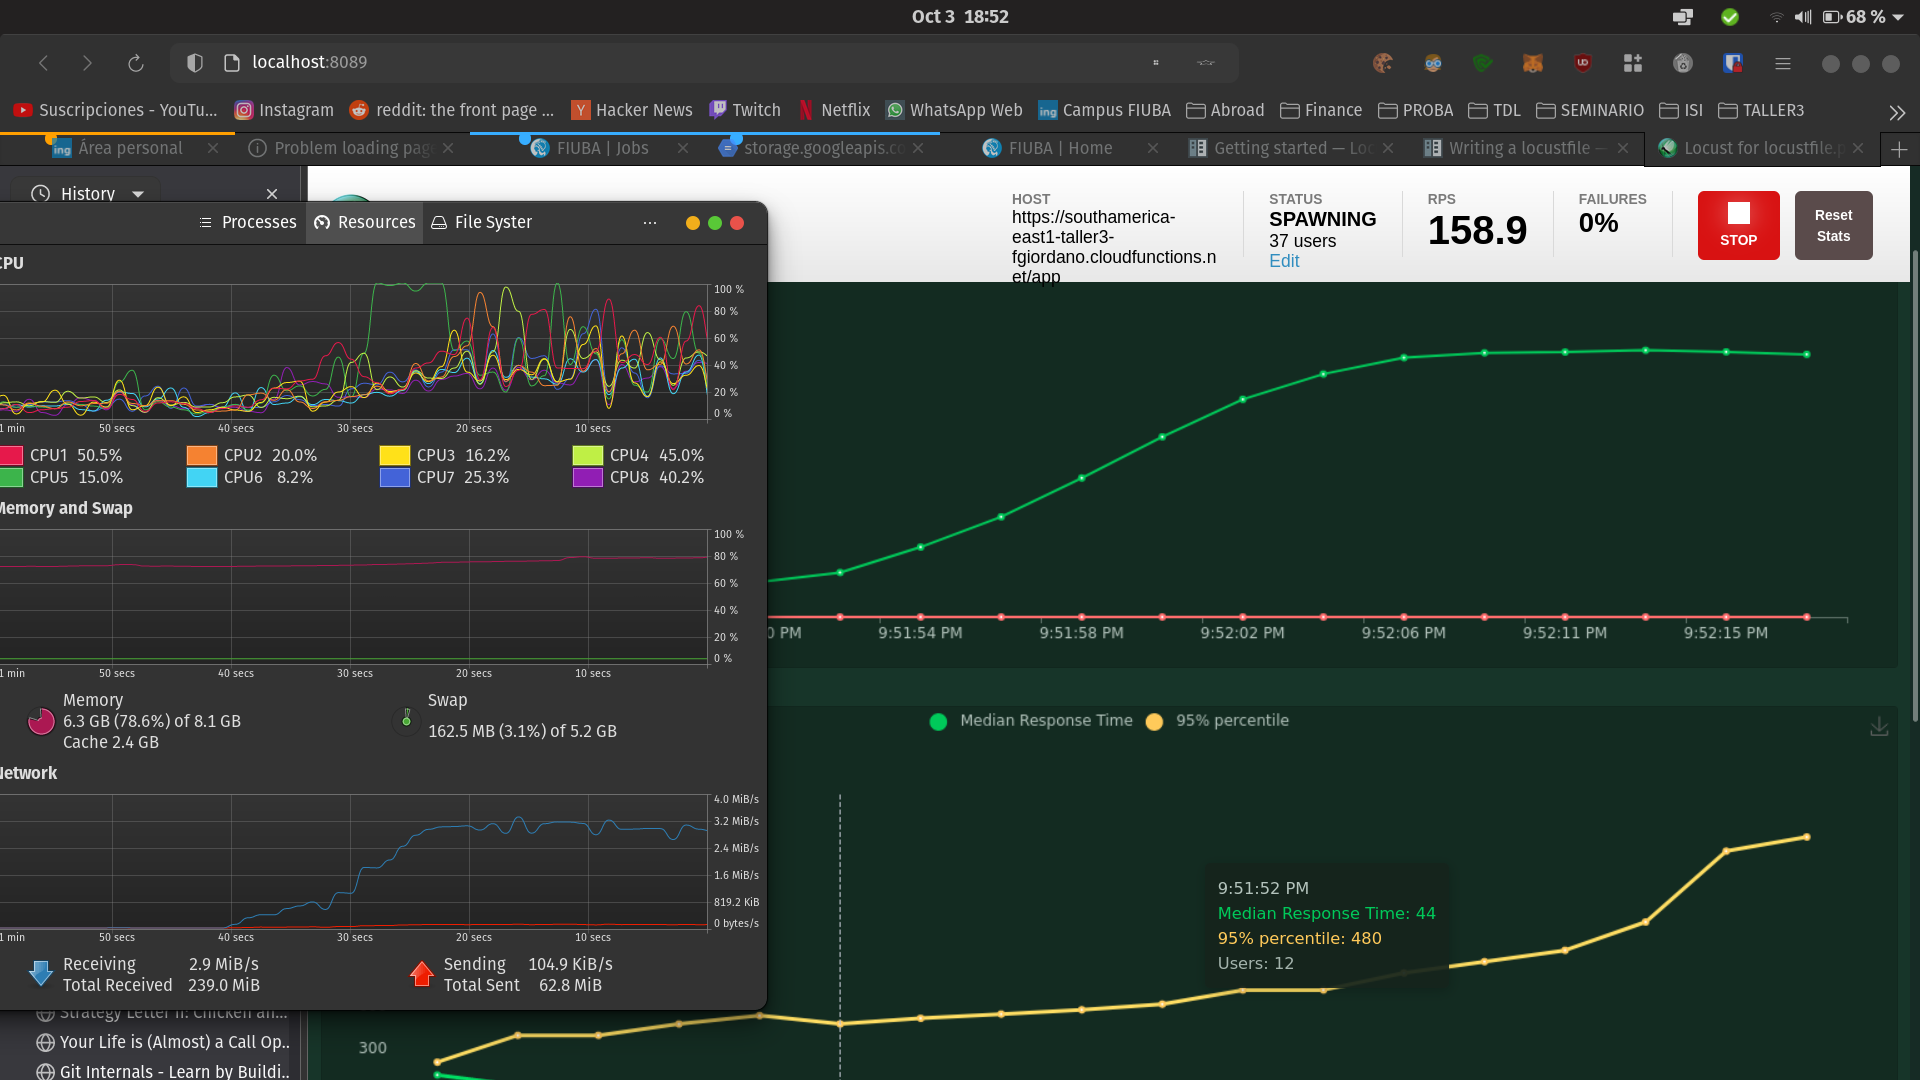 Oct 3 18:52
68 %
localhost:8089
Suscripciones - YouTu...
Instagram
reddit: the front page ...
Hacker News
Twitch
Netflix
WhatsApp Web
Campus FIUBA
Abroad
Finance
PROBA
TDL
SEMINARIO
ISI
TALLER3
Área personal
Problem loading pag
FIUBA | Jobs
storage.googleapis.co
FIUBA | Home
Getting started — Loc
Writing a locustfile —
Locust for locustfile.p
History
HOST
https://southamerica-
east1-taller3-
fgiordano.cloudfunctions.n
et/app
STATUS
SPAWNING
37 users
Edit
RPS
158.9
FAILURES
0%
STOP
Reset
Stats
Processes
Resources
File Syster
CPU
100 %
80 %
60 %
40 %
20 %
0 %
1 min
50 secs
40 secs
30 secs
20 secs
10 secs
CPU1 50.5%
CPU2 20.0%
CPU3 16.2%
CPU4 45.0%
CPU5 15.0%
CPU6 8.2%
CPU7 25.3%
CPU8 40.2%
Memory and Swap
100 %
80 %
60 %
40 %
20 %
0 %
1 min
50 secs
40 secs
30 secs
20 secs
10 secs
Memory
6.3 GB (78.6%) of 8.1 GB
Cache 2.4 GB
Swap
162.5 MB (3.1%) of 5.2 GB
Network
4.0 MiB/s
3.2 MiB/s
2.4 MiB/s
1.6 MiB/s
819.2 KiB
0 bytes/s
1 min
50 secs
40 secs
30 secs
20 secs
10 secs
Receiving 2.9 MiB/s
Total Received 239.0 MiB
Sending 104.9 KiB/s
Total Sent 62.8 MiB
0 PM
9:51:54 PM
9:51:58 PM
9:52:02 PM
9:52:06 PM
9:52:11 PM
9:52:15 PM
Median Response Time
95% percentile
9:51:52 PM
Median Response Time: 44
95% percentile: 480
Users: 12
300
Strategy Letter II: Chicken an...
Your Life is (Almost) a Call Op..
Git Internals - Learn by Buildi..